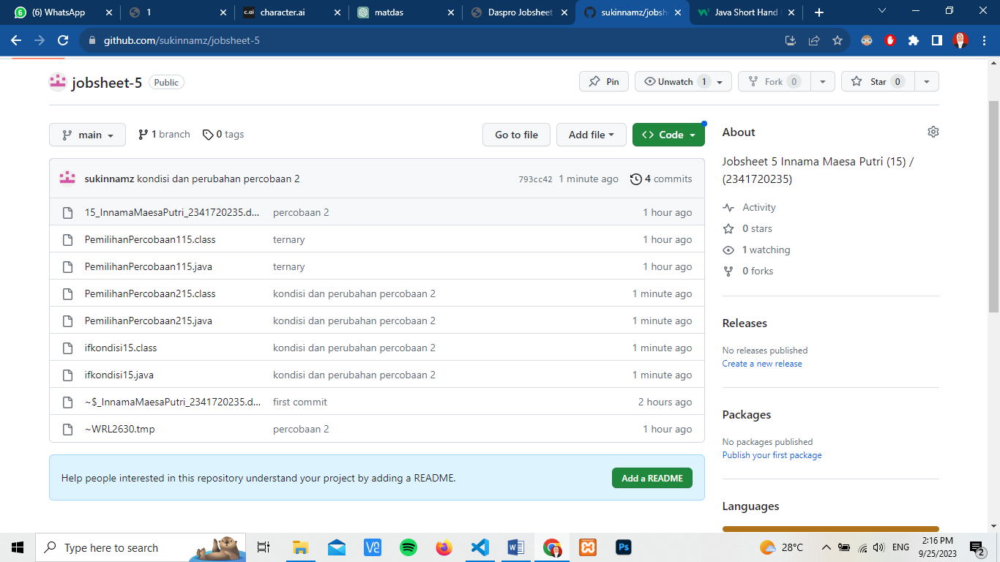 (6) WhatsApp
1
c.ai character.ai
matdas
Daspro Jobsheet
sukinnamz/jobsh
Java Short Hand
github.com/sukinnamz/jobsheet-5
jobsheet-5 Public
Pin
Unwatch 1
Fork 0
Star 0
main
1 branch
0 tags
Go to file
Add file
Code
sukinnamz kondisi dan perubahan percobaan 2 793cc42 1 minute ago 4 commits
15_InnamaMaesaPutri_2341720235.d... percobaan 2 1 hour ago
PemilihanPercobaan115.class ternary 1 hour ago
PemilihanPercobaan115.java ternary 1 hour ago
PemilihanPercobaan215.class kondisi dan perubahan percobaan 2 1 minute ago
PemilihanPercobaan215.java kondisi dan perubahan percobaan 2 1 minute ago
ifkondisi15.class kondisi dan perubahan percobaan 2 1 minute ago
ifkondisi15.java kondisi dan perubahan percobaan 2 1 minute ago
~$_InnamaMaesaPutri_2341720235.d... first commit 2 hours ago
~WRL2630.tmp percobaan 2 1 hour ago
Help people interested in this repository understand your project by adding a README.
Add a README
About
Jobsheet 5 Innama Maesa Putri (15) /
(2341720235)
Activity
0 stars
1 watching
0 forks
Releases
No releases published
Create a new release
Packages
No packages published
Publish your first package
Languages
Type here to search
28°C
ENG
2:16 PM
9/25/2023
2